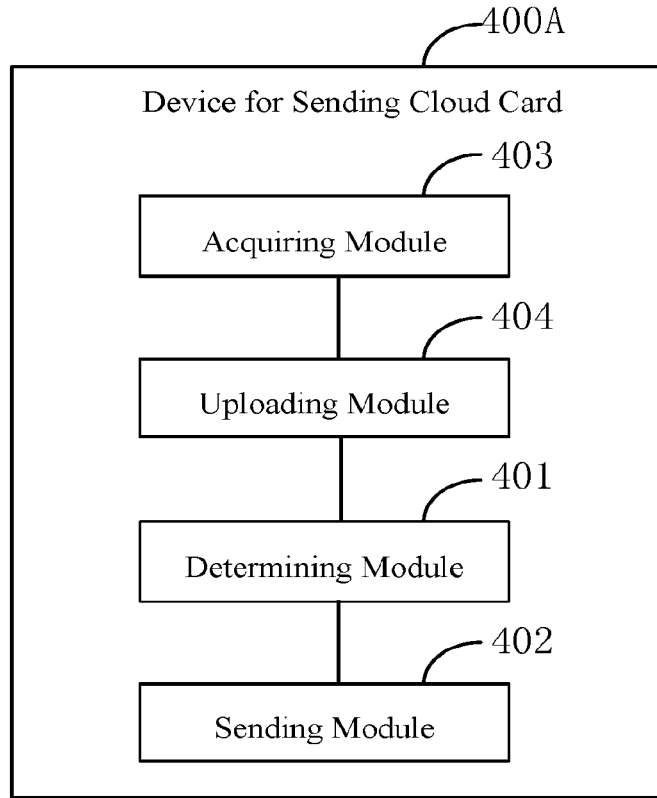 400A
Device for Sending Cloud Card
403
Acquiring Module
404
Uploading Module
401
Determining Module
402
Sending Module